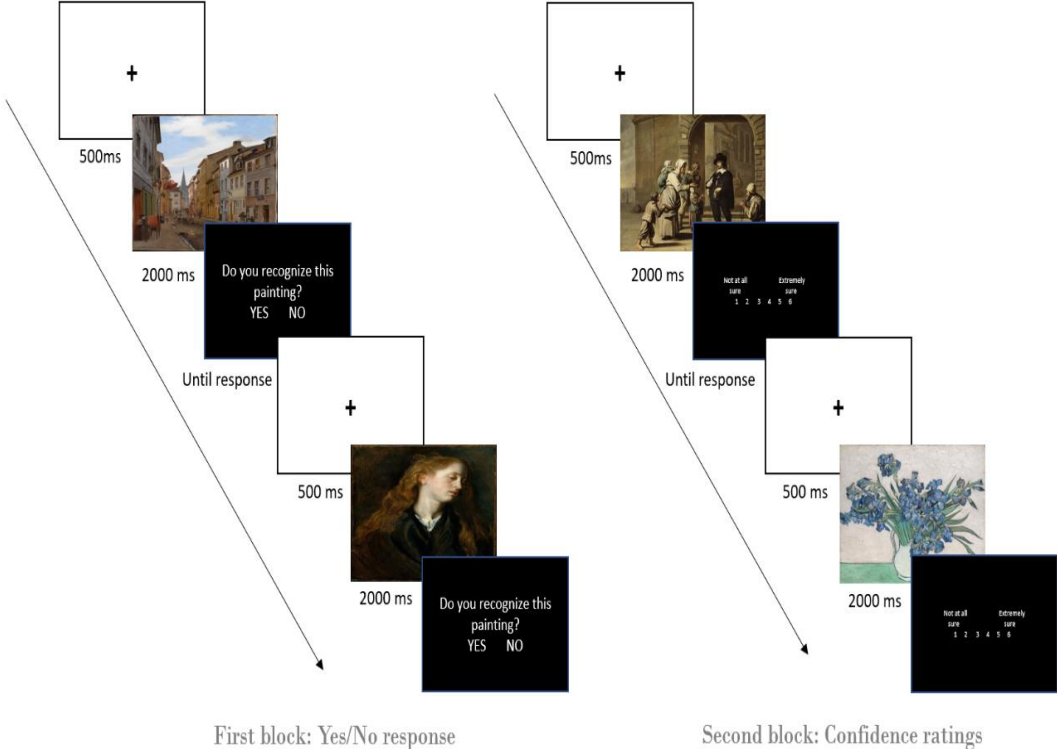 +
500ms
2000 ms
Do you recognize this
painting?
YES NO
Until response
+
500 ms
2000 ms
Do you recognize this
painting?
YES NO
First block: Yes/No response
+
500ms
2000 ms
Not at all Extremely
sure sure
1 2 3 4 5 6
Until response
+
500 ms
2000 ms
Not at all Extremely
sure sure
1 2 3 4 5 6
Second block: Confidence ratings